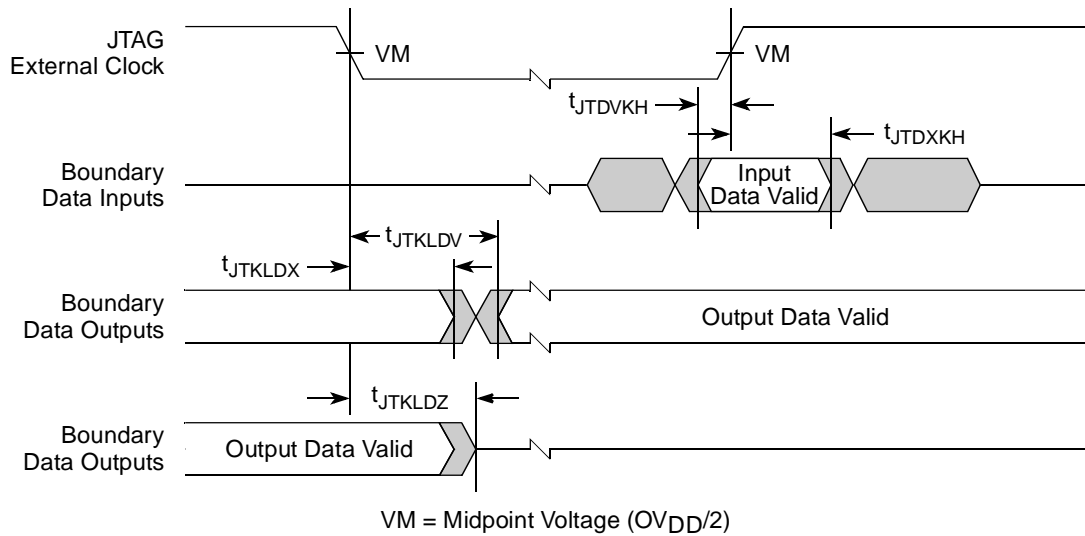 JTAG
External Clock
VM
VM
tJTDVKH
tJTDXKH
Boundary
Data Inputs
Input
Data Valid
tJTKLDV
tJTKLDX
Boundary
Data Outputs
Output Data Valid
tJTKLDZ
Boundary
Data Outputs
Output Data Valid
VM = Midpoint Voltage (OVDD/2)